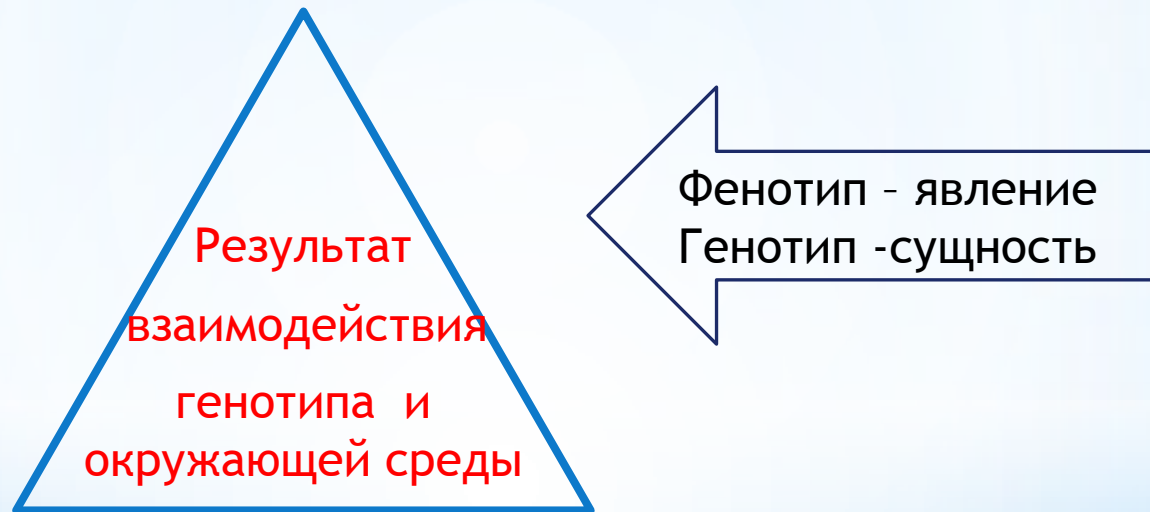 Результат
взаимодействия
генотипа и
окружающей среды
Фенотип – явление
Генотип -сущность